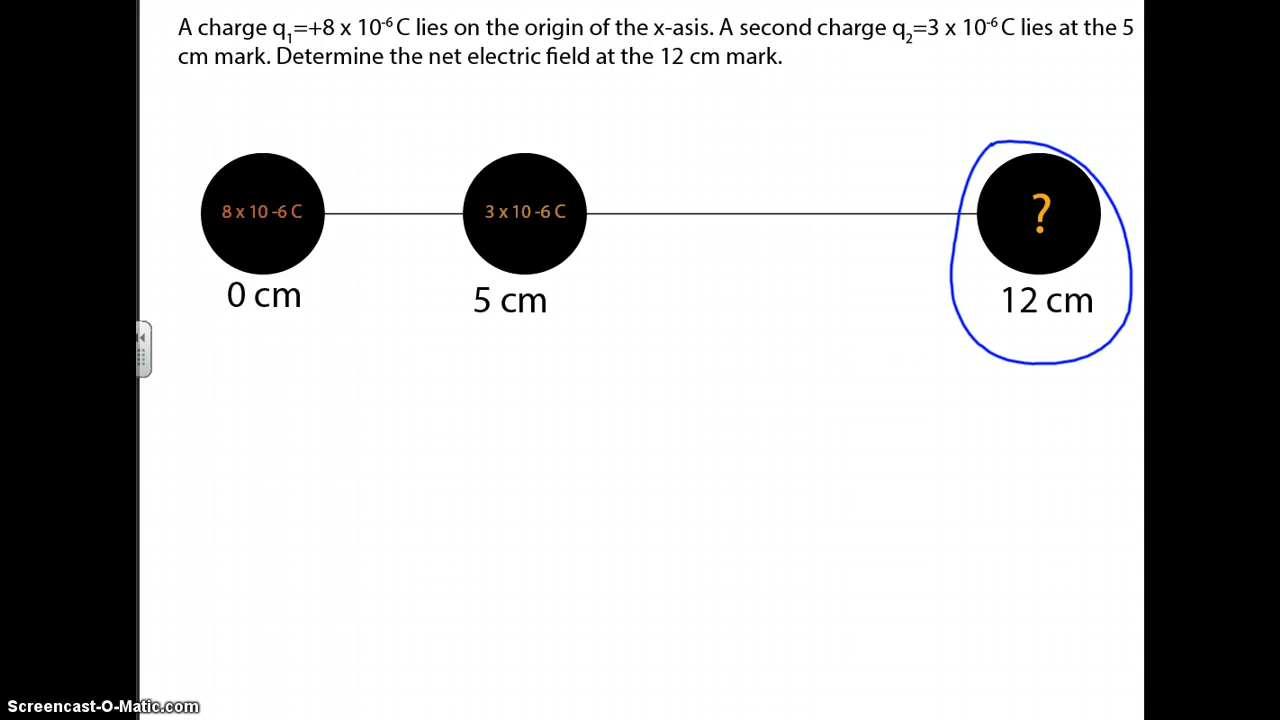 A charge q₁=+8 x 10⁻⁶ C lies on the origin of the x-asis. A second charge q₂=3 x 10⁻⁶ C lies at the 5
cm mark. Determine the net electric field at the 12 cm mark.
8 x 10 -6 C
3 x 10 -6 C
?
0 cm
5 cm
12 cm
Screencast-O-Matic.com